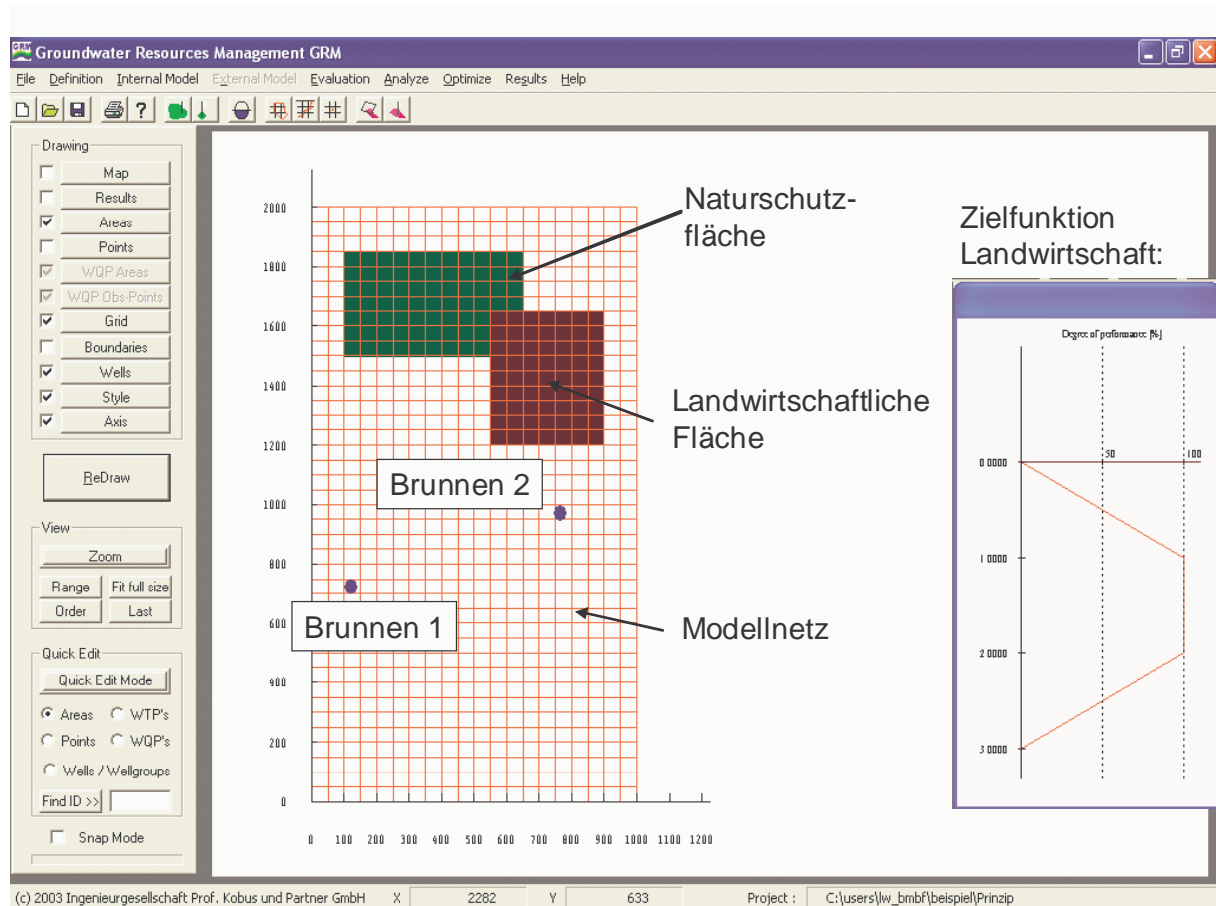 Groundwater Resources Management GRM
File Definition Internal Model External Model Evaluation Analyze Optimize Results Help
Drawing
Map
Results
Areas
Points
WQP Areas
WQP Obs-Points
Grid
Boundaries
Wells
Style
Axis
ReDraw
View
Zoom
Range Fit full size
Order Last
Quick Edit
Quick Edit Mode
Areas WTP's
Points WQP's
Wells / Wellgroups
Find ID >>
Snap Mode
2000
1800
1600
1400
1200
1000
800
600
400
200
0
0 100 200 300 400 500 600 700 800 900 1000 1100 1200
Naturschutz-
fläche
Landwirtschaftliche
Fläche
Brunnen 2
Brunnen 1
Modellnetz
Zielfunktion
Landwirtschaft:
Degree of performance [%]
50 100
0 0000
1 0000
2 0000
3 0000
(c) 2003 Ingenieurgesellschaft Prof. Kobus und Partner GmbH X 2282 Y 633 Project : C:\users\lw_bmbf\beispiel\Prinzip